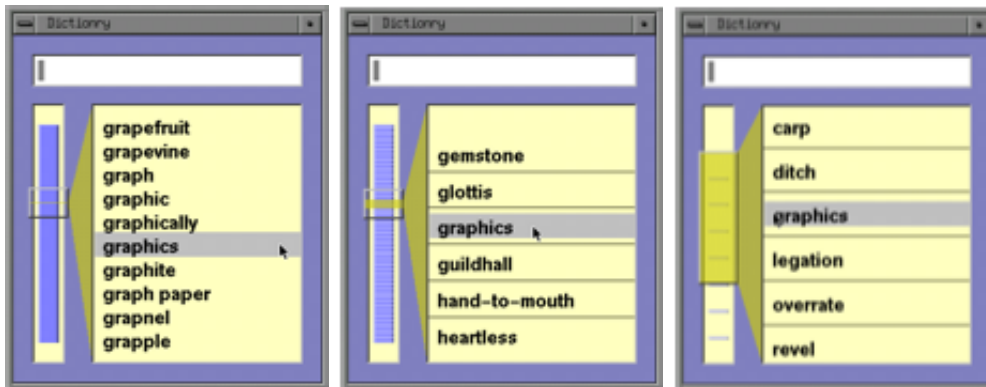 Dictionry
grapefruit
grapevine
graph
graphic
graphically
graphics
graphite
graph paper
grapnel
grapple
Dictionry
gemstone
glottis
graphics
guildhall
hand-to-mouth
heartless
Dictionry
carp
ditch
graphics
legation
overrate
revel